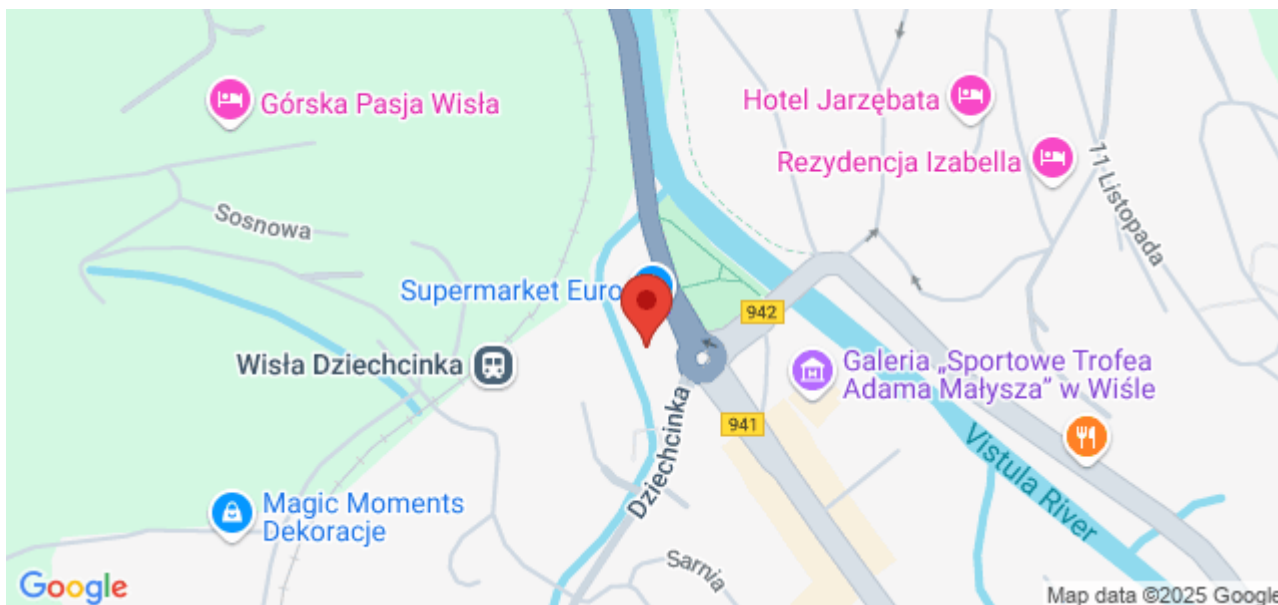 Górska Pasja Wisła
Hotel Jarzębata
Rezydencja Izabella
11 Listopada
Sosnowa
Supermarket Euro
942
Wisła Dziechcinka
Galeria „Sportowe Trofea
Adama Małysza” w Wiśle
941
Dziechcinka
Vistula River
Magic Moments
Dekoracje
Sarnia
Google
Map data ©2025 Google